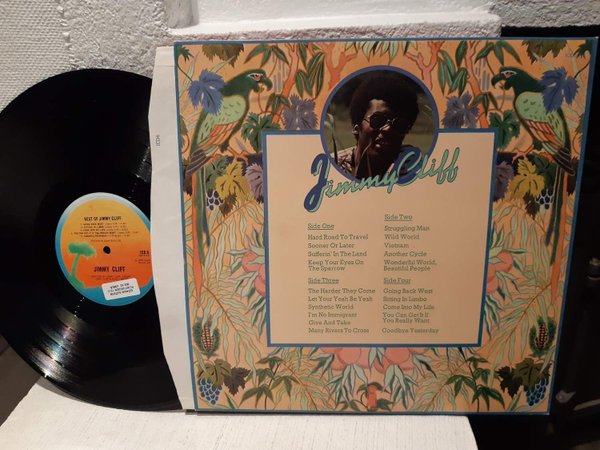 BEST OF JIMMY CLIFF
JIMMY CLIFF
Jimmy Cliff
Side One
Hard Road To Travel
Sooner Or Later
Sufferin' In The Land
Keep Your Eyes On
The Sparrow
Side Two
Struggling Man
Wild World
Vietnam
Another Cycle
Wonderful World,
Beautiful People
Side Three
The Harder They Come
Let Your Yeah Be Yeah
Synthetic World
I'm No Immigrant
Give And Take
Many Rivers To Cross
Side Four
Going Back West
Sitting In Limbo
Come Into My Life
You Can Get It If
You Really Want
Goodbye Yesterday